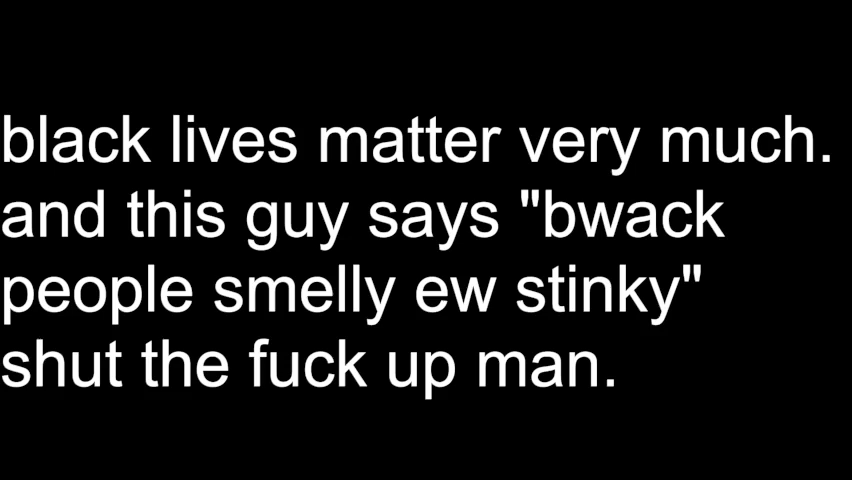 black lives matter very much.
and this guy says "bwack
people smelly ew stinky"
shut the fuck up man.